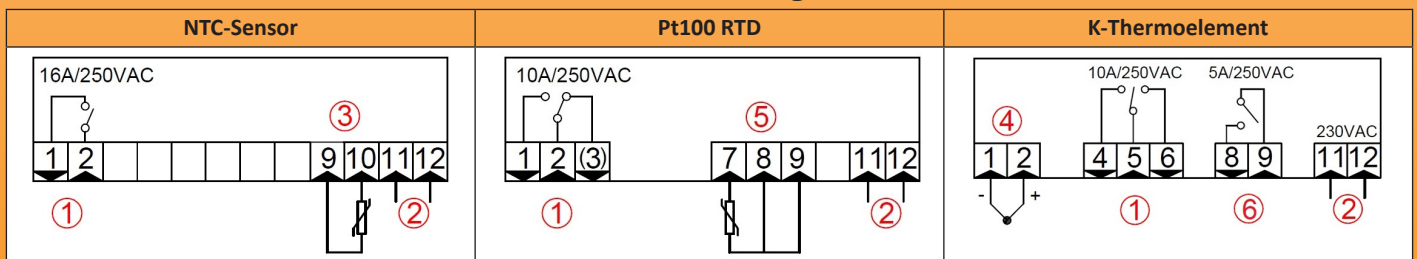 NTC-Sensor
Pt100 RTD
K-Thermoelement
16A/250VAC
③
1 2 9 10 11 12
① ②
10A/250VAC
⑤
1 2 (3) 7 8 9 11 12
① ②
10A/250VAC 5A/250VAC
④ 230VAC
1 2 4 5 6 8 9 11 12
- +
① ⑥ ②